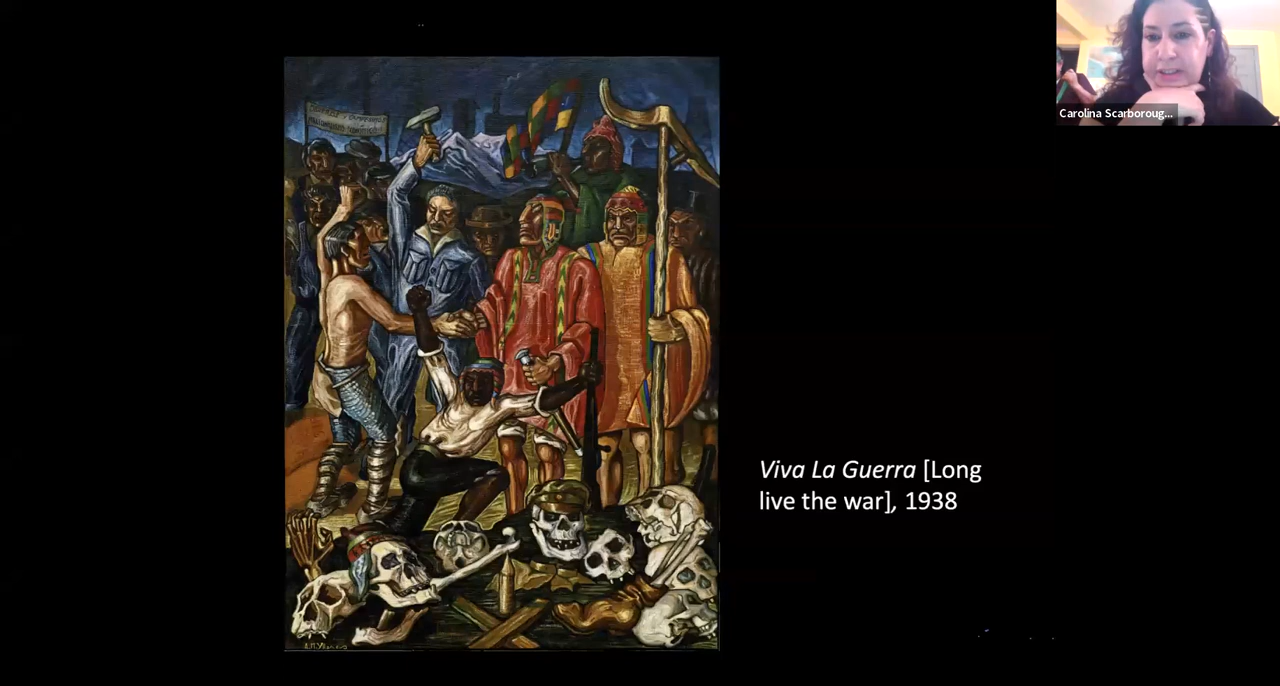 Carolina Scarboroug...
Viva La Guerra [Long
live the war], 1938